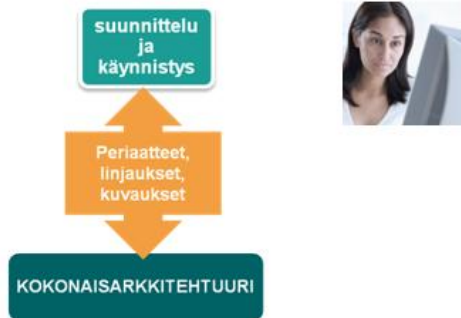 suunnittelu
ja
käynnistys
Periaatteet,
linjaukset,
kuvaukset
KOKONAISARKKITEHTUURI